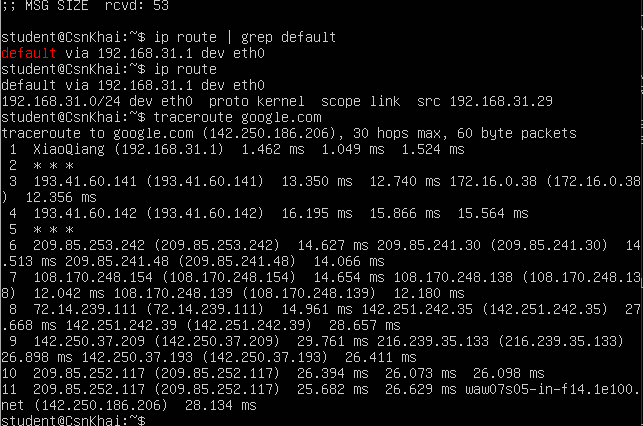 ;; MSG SIZE  rcvd: 53
student@CsnKhai:~$ ip route | grep default
default via 192.168.31.1 dev eth0
student@CsnKhai:~$ ip route
default via 192.168.31.1 dev eth0
192.168.31.0/24 dev eth0  proto kernel  scope link  src 192.168.31.29
student@CsnKhai:~$ traceroute google.com
traceroute to google.com (142.250.186.206), 30 hops max, 60 byte packets
 1  XiaoQiang (192.168.31.1)  1.462 ms  1.049 ms  1.524 ms
 2  * * *
 3  193.41.60.141 (193.41.60.141)  13.350 ms  12.740 ms 172.16.0.38 (172.16.0.38
)  12.356 ms
 4  193.41.60.142 (193.41.60.142)  16.195 ms  15.866 ms  15.564 ms
 5  * * *
 6  209.85.253.242 (209.85.253.242)  14.627 ms 209.85.241.30 (209.85.241.30)  14
.513 ms 209.85.241.48 (209.85.241.48)  14.066 ms
 7  108.170.248.154 (108.170.248.154)  14.654 ms 108.170.248.138 (108.170.248.13
8)  12.042 ms 108.170.248.139 (108.170.248.139)  12.180 ms
 8  72.14.239.111 (72.14.239.111)  14.961 ms 142.251.242.35 (142.251.242.35)  27
.668 ms 142.251.242.39 (142.251.242.39)  28.657 ms
 9  142.250.37.209 (142.250.37.209)  29.761 ms 216.239.35.133 (216.239.35.133)
26.898 ms 142.250.37.193 (142.250.37.193)  26.411 ms
10  209.85.252.117 (209.85.252.117)  26.394 ms  26.073 ms  26.098 ms
11  209.85.252.117 (209.85.252.117)  25.682 ms  26.629 ms waw07s05-in-f14.1e100.
net (142.250.186.206)  28.134 ms
student@CsnKhai:~$